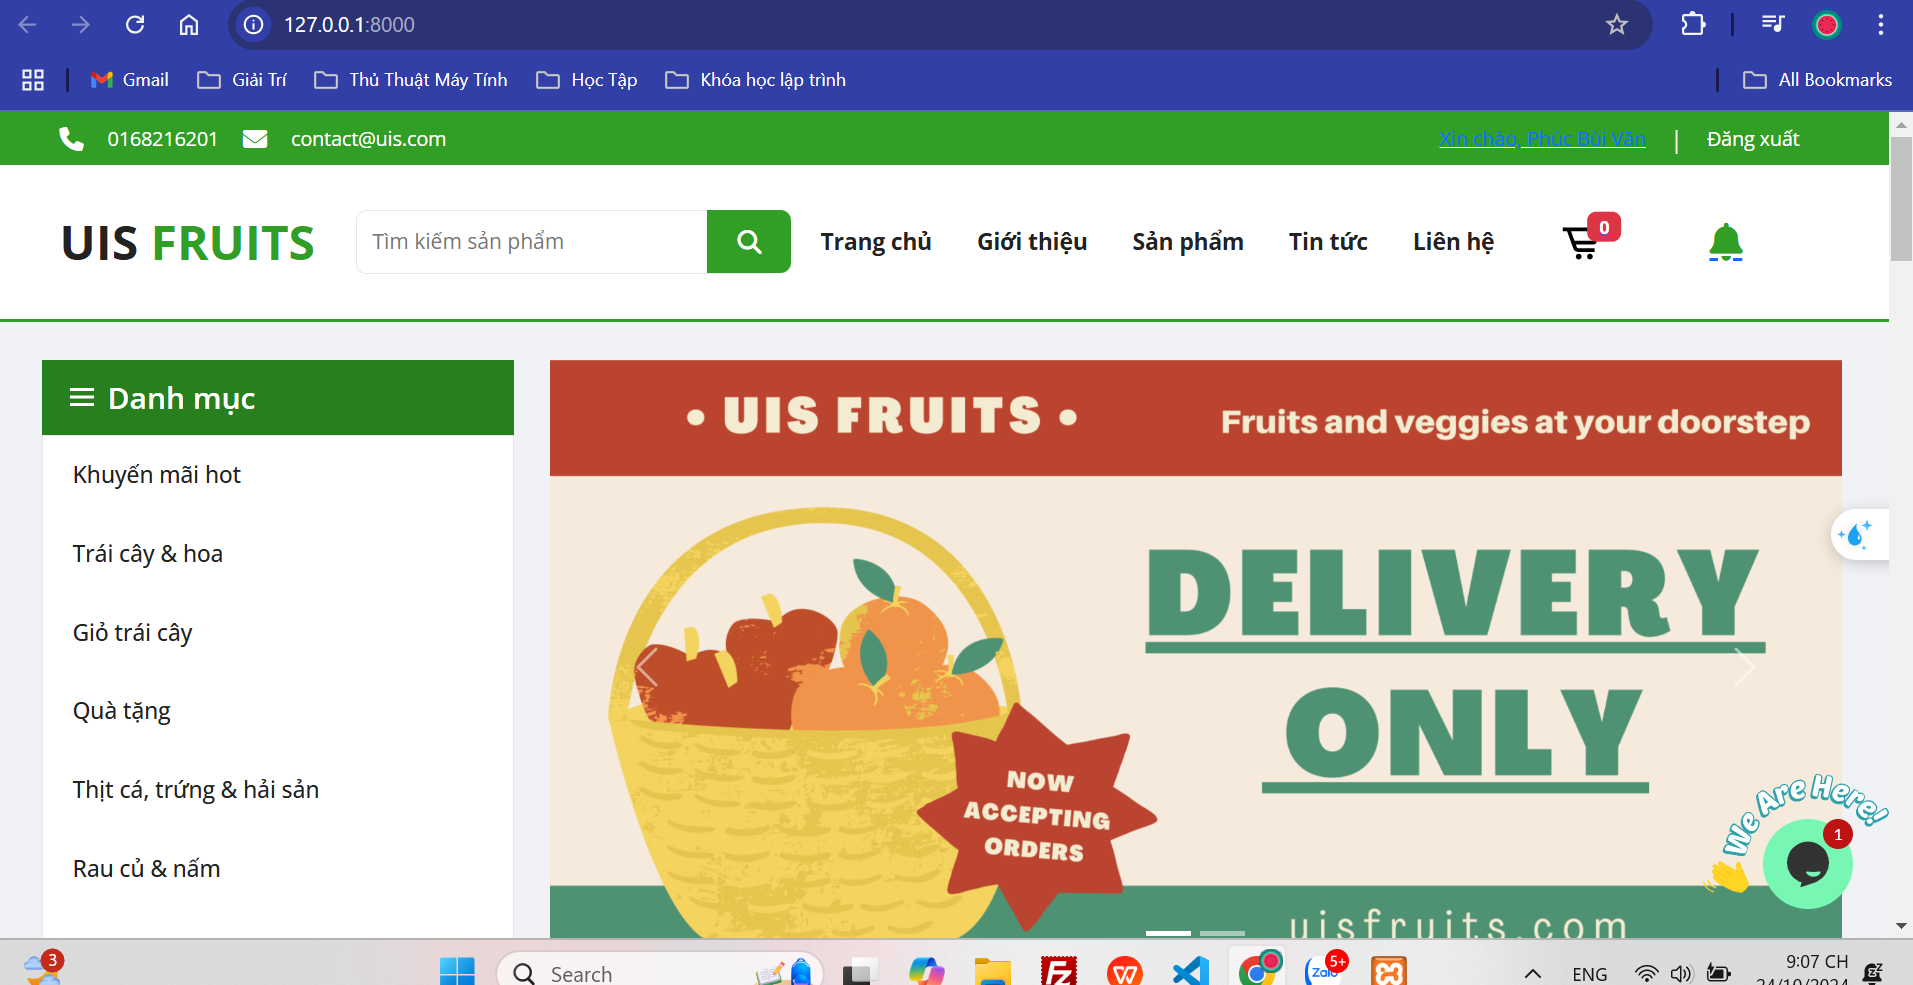 127.0.0.1:8000
Gmail
Giải Trí
Thủ Thuật Máy Tính
Học Tập
Khóa học lập trình
All Bookmarks
0168216201
contact@uis.com
Xin chào, Phúc Bùi Văn
|
Đăng xuất
UIS FRUITS
Tìm kiếm sản phẩm
Trang chủ
Giới thiệu
Sản phẩm
Tin tức
Liên hệ
0
Danh mục
Khuyến mãi hot
Trái cây & hoa
Giỏ trái cây
Quà tặng
Thịt cá, trứng & hải sản
Rau củ & nấm
• UIS FRUITS •
Fruits and veggies at your doorstep
DELIVERY
ONLY
NOW
ACCEPTING
ORDERS
uisfruits.com
We Are Here!
1
3
Search
Zalo
5+
ENG
9:07 CH
24/10/2024